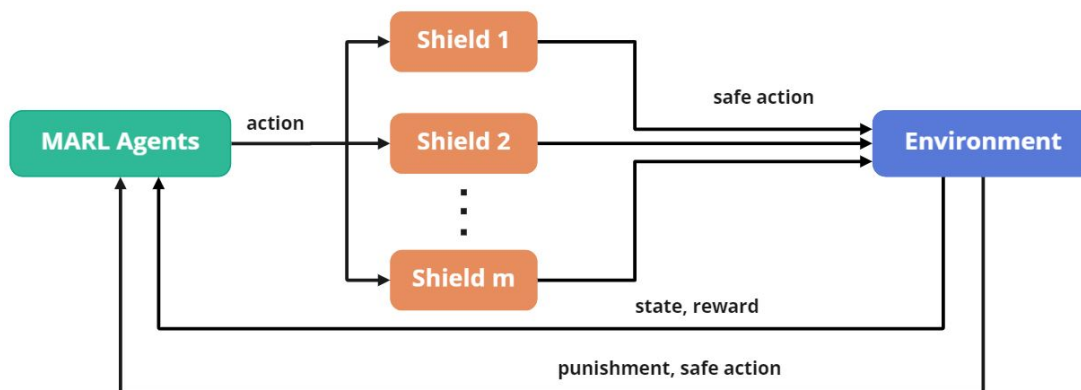 Shield 1
safe action
action
MARL Agents
Shield 2
Environment
Shield m
state, reward
punishment, safe action